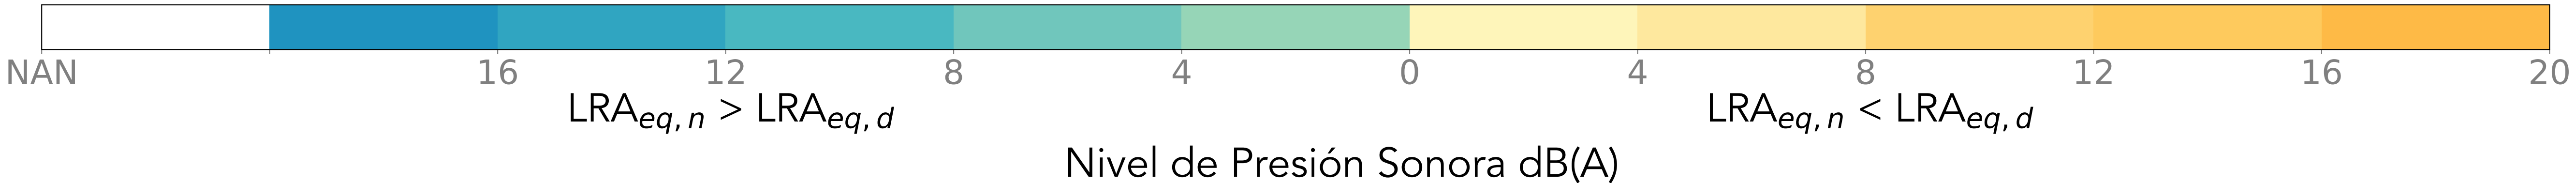 NAN 16 12 8 4 0 4 8 12 16 20
LRAeq, n > LRAeq, d LRAeq, n < LRAeq, d
Nivel de Presión Sonora dB(A)